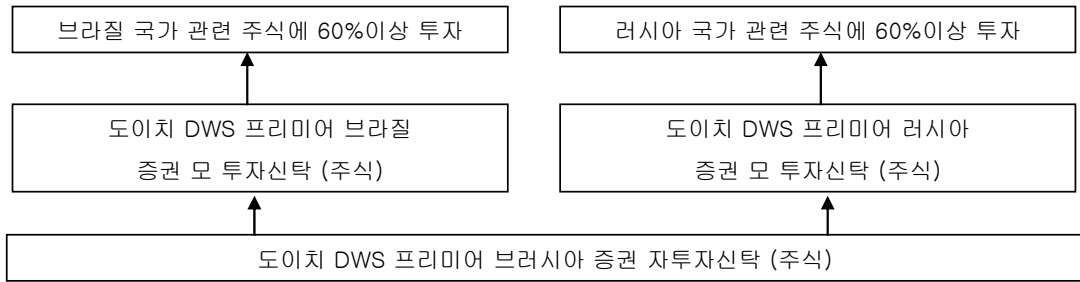 브라질 국가 관련 주식에 60%이상 투자
러시아 국가 관련 주식에 60%이상 투자
도이치 DWS 프리미어 브라질
증권 모 투자신탁 (주식)
도이치 DWS 프리미어 러시아
증권 모 투자신탁 (주식)
도이치 DWS 프리미어 브러시아 증권 자투자신탁 (주식)